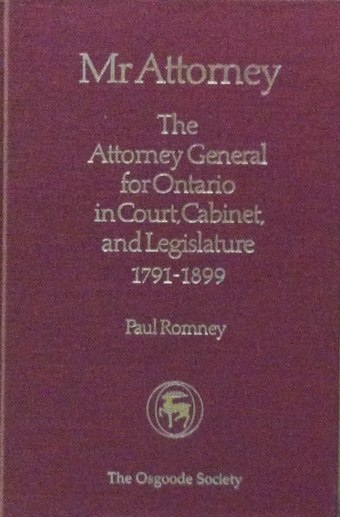 Mr Attorney
The
Attorney General
for Ontario
in Court, Cabinet,
and Legislature
1791-1899
Paul Romney
The Osgoode Society